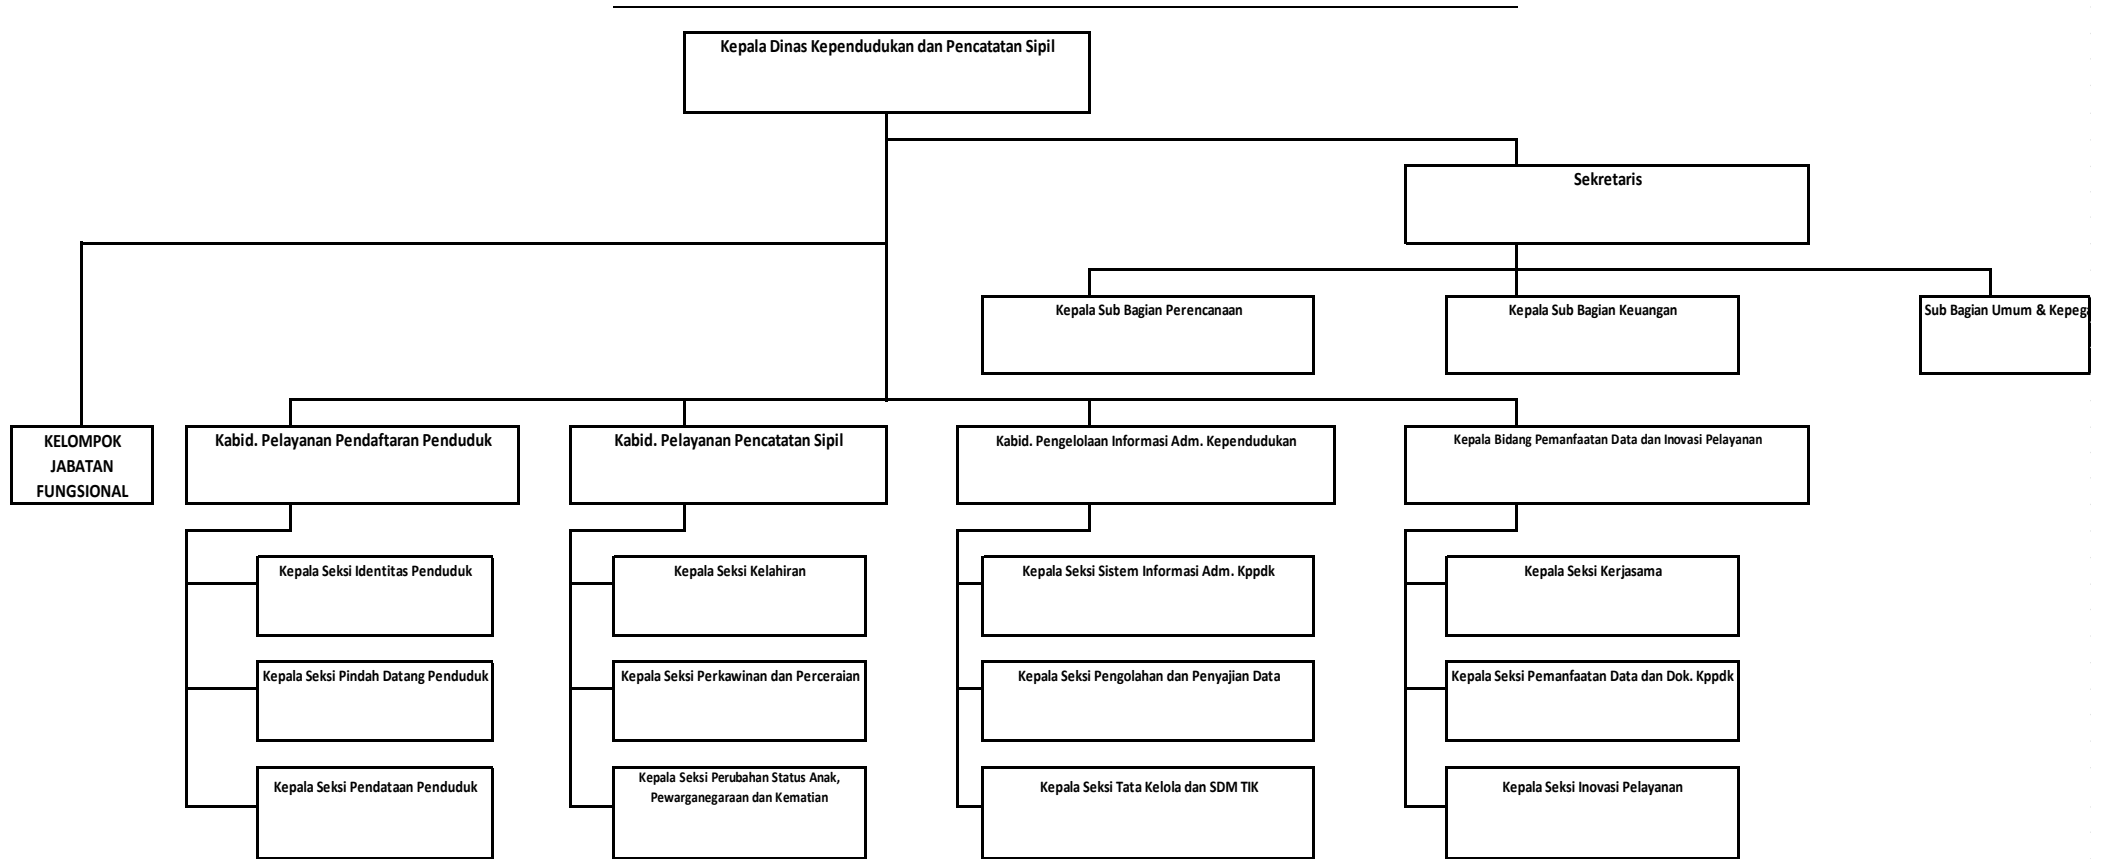 Kepala Dinas Kependudukan dan Pencatatan Sipil
Sekretaris
Kepala Sub Bagian Perencanaan
Kepala Sub Bagian Keuangan
Sub Bagian Umum &
KELOMPOK
JABATAN
FUNGSIONAL
Kabid. Pelayanan Pendaftaran Penduduk
Kabid. Pelayanan Pencatatan Sipil
Kabid. Pengelolaan Informasi Adm. Kependudukan
Kepala Bidang Pemanfaatan Data dan Inovasi Pelayanan
Kepala Seksi Identitas Penduduk
Kepala Seksi Kelahiran
Kepala Seksi Sistem Informasi Adm. Kppdk
Kepala Seksi Kerjasama
Kepala Seksi Pindah Datang Penduduk
Kepala Seksi Perkawinan dan Perceraian
Kepala Seksi Pengolahan dan Penyajian Data
Kepala Seksi Pemanfaatan Data dan Dok. Kppdk
Kepala Seksi Pendataan Penduduk
Kepala Seksi Perubahan Status Anak,
Pewarganegaraan dan Kematian
Kepala Seksi Tata Kelola dan SDM TIK
Kepala Seksi Inovasi Pelayanan